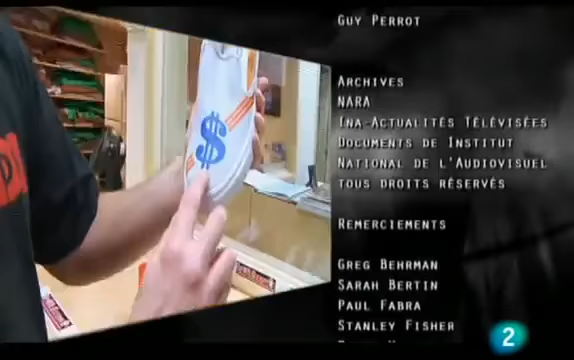 Guy Perrot
Archives
NARA
Ina-Actualités Télévisées
Documents de Institut
National de l'Audiovisuel
tous droits réservés
Remerciements
Greg Behrman
Sarah Bertin
Paul Fabra
Stanley Fisher
$
2